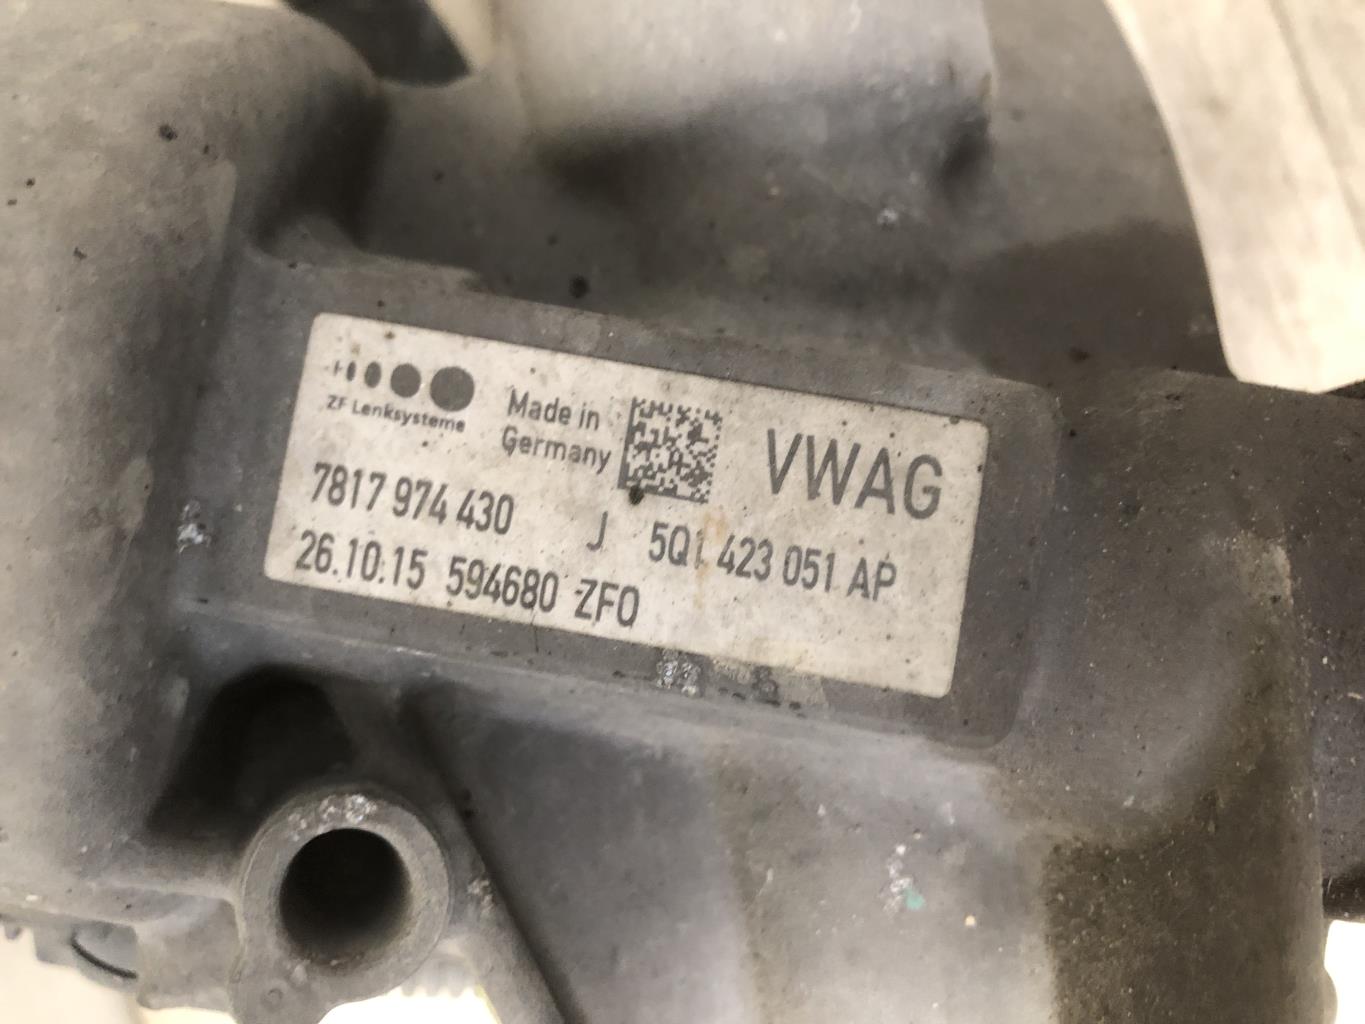 ZF Lenksysteme
Made in
Germany
VWAG
7817 974 430 J 5Q1 423 051 AP
26.10.15 594680 ZFO